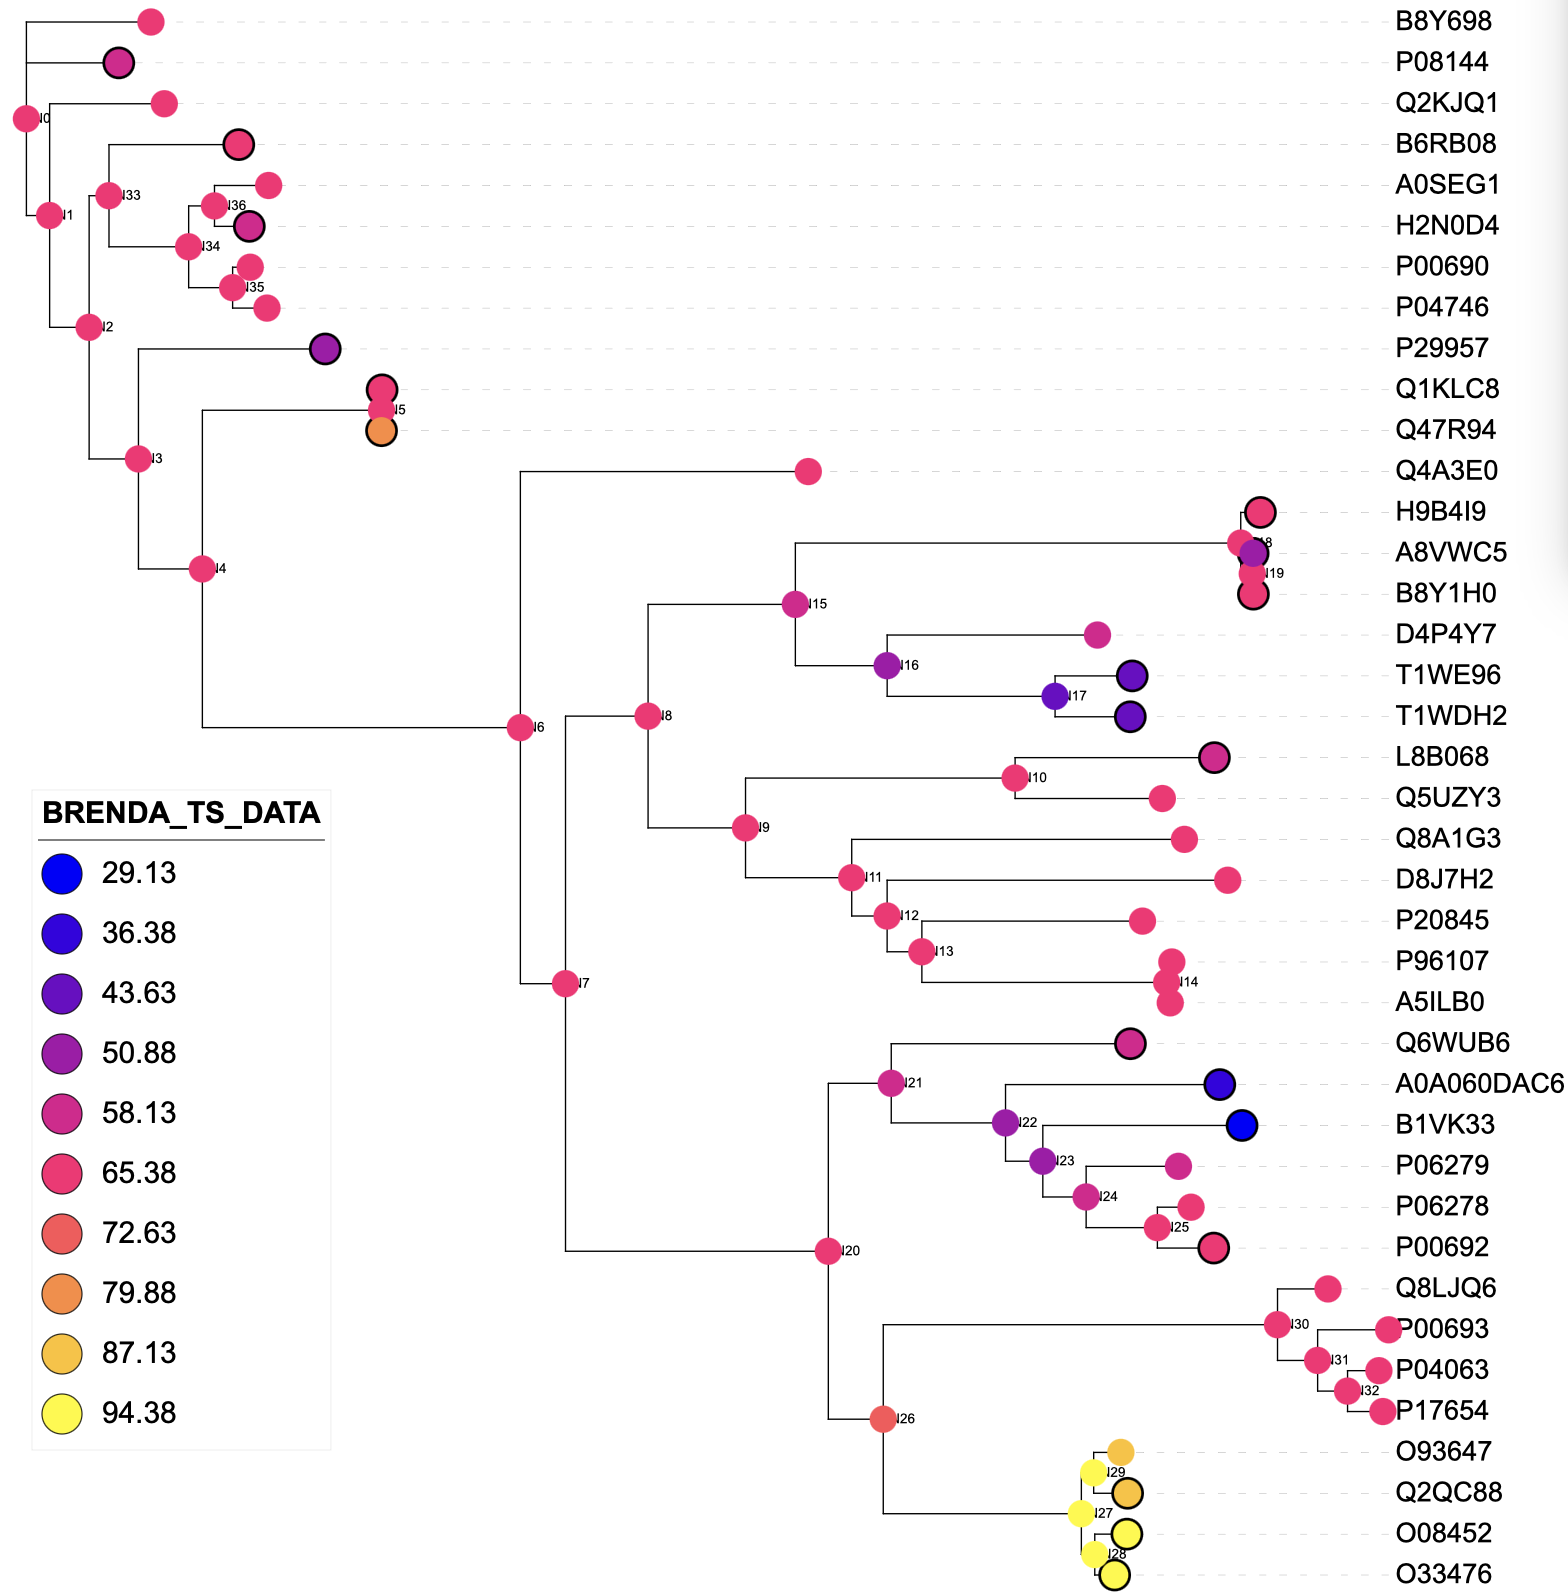 B8Y698
P08144
Q2KJQ1
N0
B6RB08
A0SEG1
N33
N36
N1
H2N0D4
N34
P00690
N35
P04746
N2
P29957
Q1KLC8
N5
Q47R94
N3
Q4A3E0
H9B4I9
A8VWC5
N4
N19
B8Y1H0
N15
D4P4Y7
N16
T1WE96
N17
T1WDH2
N8
N6
L8B068
N10
Q5UZY3
N9
Q8A1G3
N11
D8J7H2
N12
P20845
N13
P96107
N14
N7
A5ILB0
Q6WUB6
N21
A0A060DAC6
N22
B1VK33
N23
P06279
N24
P06278
N25
P00692
N20
Q8LJQ6
N30
P00693
N31
P04063
N32
P17654
N26
O93647
N29
Q2QC88
N27
O08452
N28
O33476
BRENDA_TS_DATA
29.13
36.38
43.63
50.88
58.13
65.38
72.63
79.88
87.13
94.38